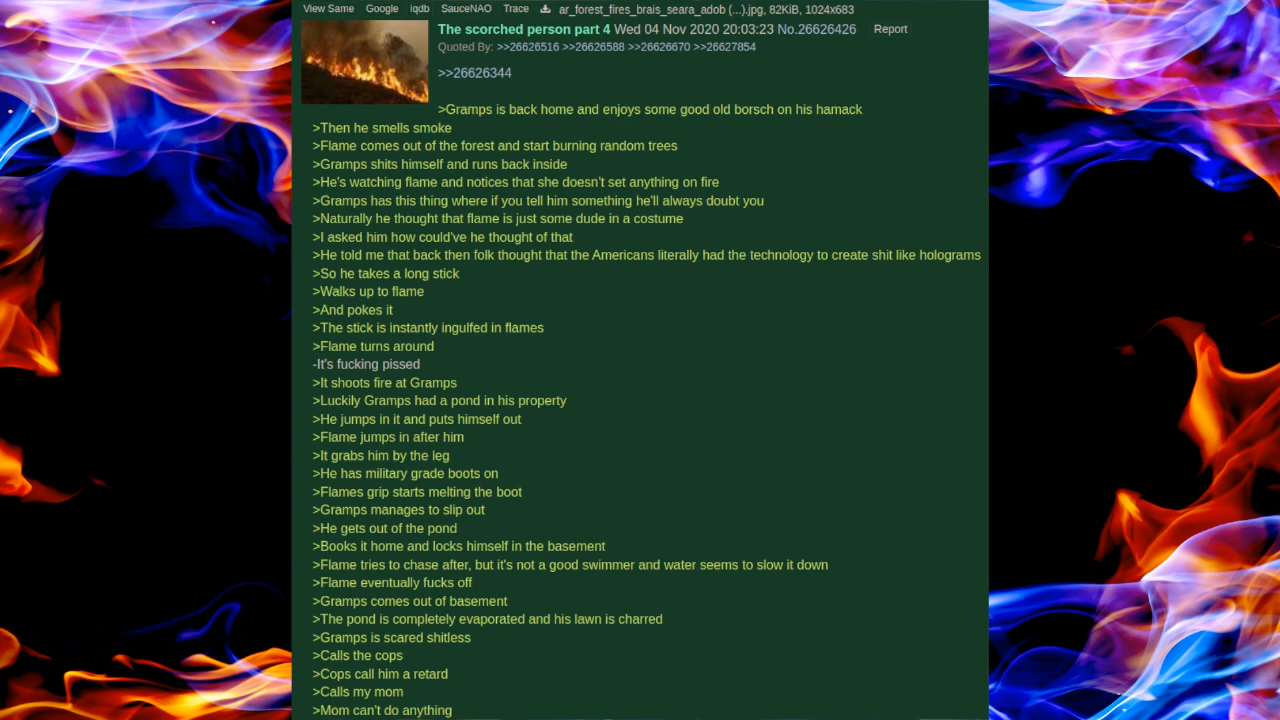 View Same Google iqdb SauceNAO Trace ar_forest_fires_brais_seara_adob (...).jpg, 82KiB, 1024x683
The scorched person part 4 Wed 04 Nov 2020 20:03:23 No.26626426 Report
Quoted By: >>26626516 >>26626588 >>26626670 >>26627854
>>26626344
>Gramps is back home and enjoys some good old borsch on his hamack
>Then he smells smoke
>Flame comes out of the forest and start burning random trees
>Gramps shits himself and runs back inside
>He's watching flame and notices that she doesn't set anything on fire
>Gramps has this thing where if you tell him something he'll always doubt you
>Naturally he thought that flame is just some dude in a costume
>I asked him how could've he thought of that
>He told me that back then folk thought that the Americans literally had the technology to create shit like holograms
>So he takes a long stick
>Walks up to flame
>And pokes it
>The stick is instantly ingulfed in flames
>Flame turns around
-It's fucking pissed
>It shoots fire at Gramps
>Luckily Gramps had a pond in his property
>He jumps in it and puts himself out
>Flame jumps in after him
>It grabs him by the leg
>He has military grade boots on
>Flames grip starts melting the boot
>Gramps manages to slip out
>He gets out of the pond
>Books it home and locks himself in the basement
>Flame tries to chase after, but it's not a good swimmer and water seems to slow it down
>Flame eventually fucks off
>Gramps comes out of basement
>The pond is completely evaporated and his lawn is charred
>Gramps is scared shitless
>Calls the cops
>Cops call him a retard
>Calls my mom
>Mom can't do anything